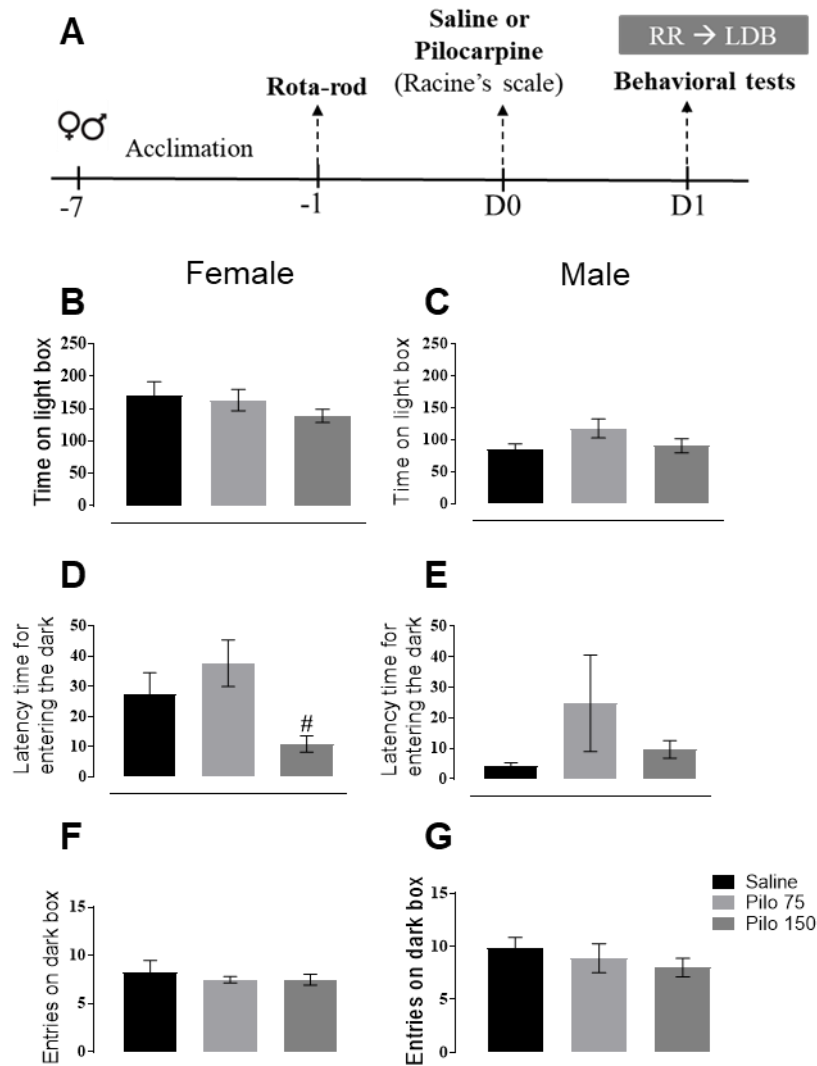 A
Saline or
Pilocarpine
(Racine's scale)
RR → LDB
Rota-rod
Behavioral tests
♀♂
Acclimation
-7
-1
D0
D1
Female
Male
B
Time on light box
250
200
150
100
50
0
C
Time on light box
250
200
150
100
50
0
D
Latency time for
entering the dark
50
40
30
20
10
0
#
E
Latency time for
entering the dark
50
40
30
20
10
0
F
Entries on dark box
15
10
5
0
G
Entries on dark box
15
10
5
0
Saline
Pilo 75
Pilo 150